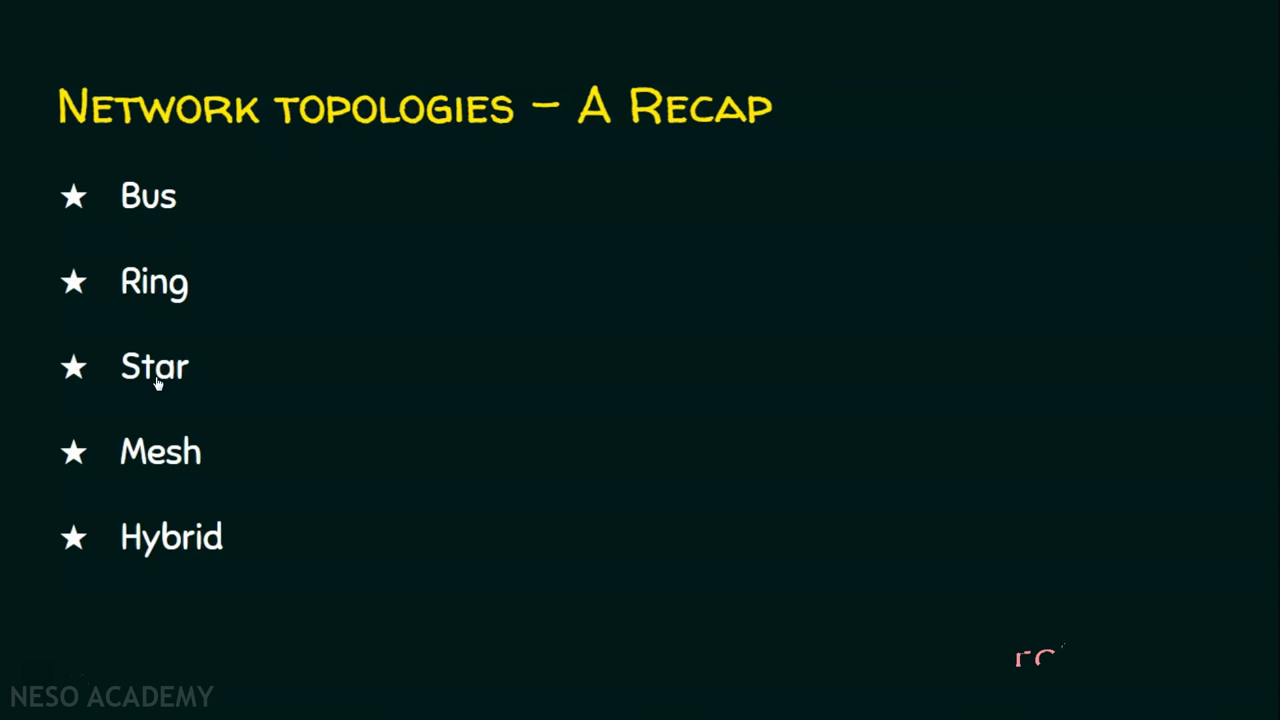 Network topologies – A Recap
★ Bus
★ Ring
★ Star
★ Mesh
★ Hybrid
NESO ACADEMY